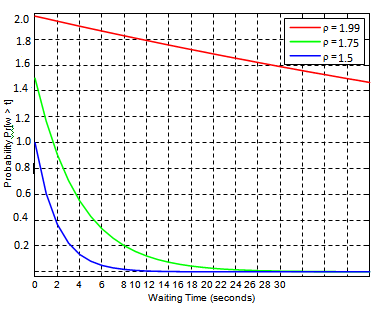 2.0
1.8
1.6
1.4
1.2
1.0
0.8
0.6
0.4
0.2
ρ = 1.99
ρ = 1.75
ρ = 1.5
Probability Pr[w > t]
0 2 4 6 8 10 12 14 16 18 20 22 24 26 28 30
Waiting Time (seconds)